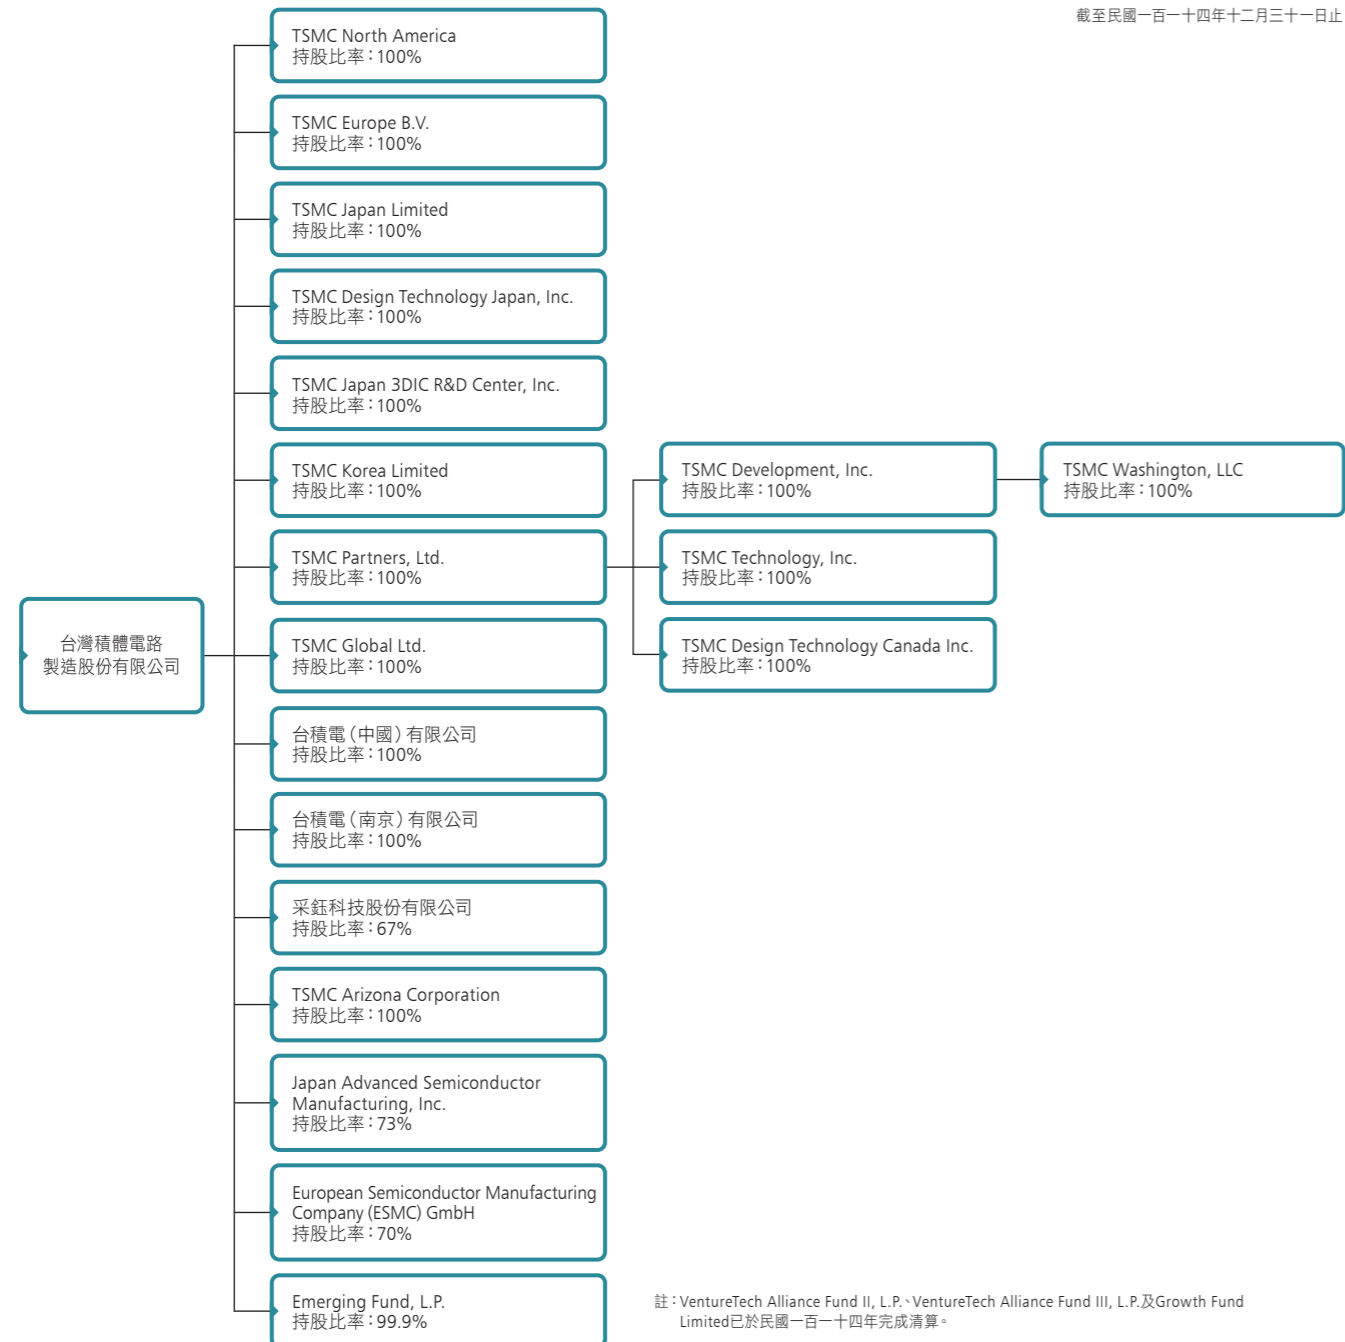 截至民國一百一十四年十二月三十一日止
台灣積體電路
製造股份有限公司
TSMC North America
持股比率：100%
TSMC Europe B.V.
持股比率：100%
TSMC Japan Limited
持股比率：100%
TSMC Design Technology Japan, Inc.
持股比率：100%
TSMC Japan 3DIC R&D Center, Inc.
持股比率：100%
TSMC Korea Limited
持股比率：100%
TSMC Partners, Ltd.
持股比率：100%
TSMC Development, Inc.
持股比率：100%
TSMC Washington, LLC
持股比率：100%
TSMC Technology, Inc.
持股比率：100%
TSMC Design Technology Canada Inc.
持股比率：100%
TSMC Global Ltd.
持股比率：100%
台積電（中國）有限公司
持股比率：100%
台積電（南京）有限公司
持股比率：100%
采鈺科技股份有限公司
持股比率：67%
TSMC Arizona Corporation
持股比率：100%
Japan Advanced Semiconductor
Manufacturing, Inc.
持股比率：73%
European Semiconductor Manufacturing
Company (ESMC) GmbH
持股比率：70%
Emerging Fund, L.P.
持股比率：99.9%
註：VentureTech Alliance Fund II, L.P.、VentureTech Alliance Fund III, L.P.及Growth Fund
Limited已於民國一百一十四年完成清算。